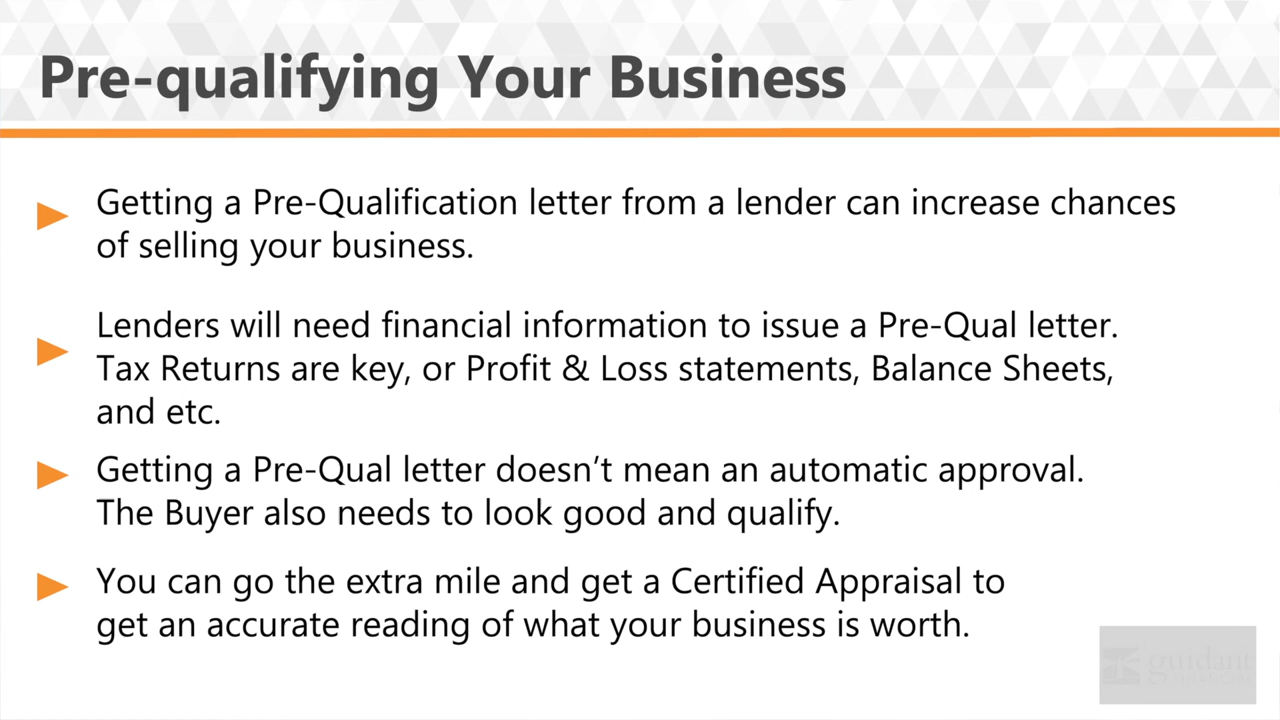 Pre-qualifying Your Business
Getting a Pre-Qualification letter from a lender can increase chances
of selling your business.
Lenders will need financial information to issue a Pre-Qual letter.
Tax Returns are key, or Profit & Loss statements, Balance Sheets,
and etc.
Getting a Pre-Qual letter doesn’t mean an automatic approval.
The Buyer also needs to look good and qualify.
You can go the extra mile and get a Certified Appraisal to
get an accurate reading of what your business is worth.
guidant